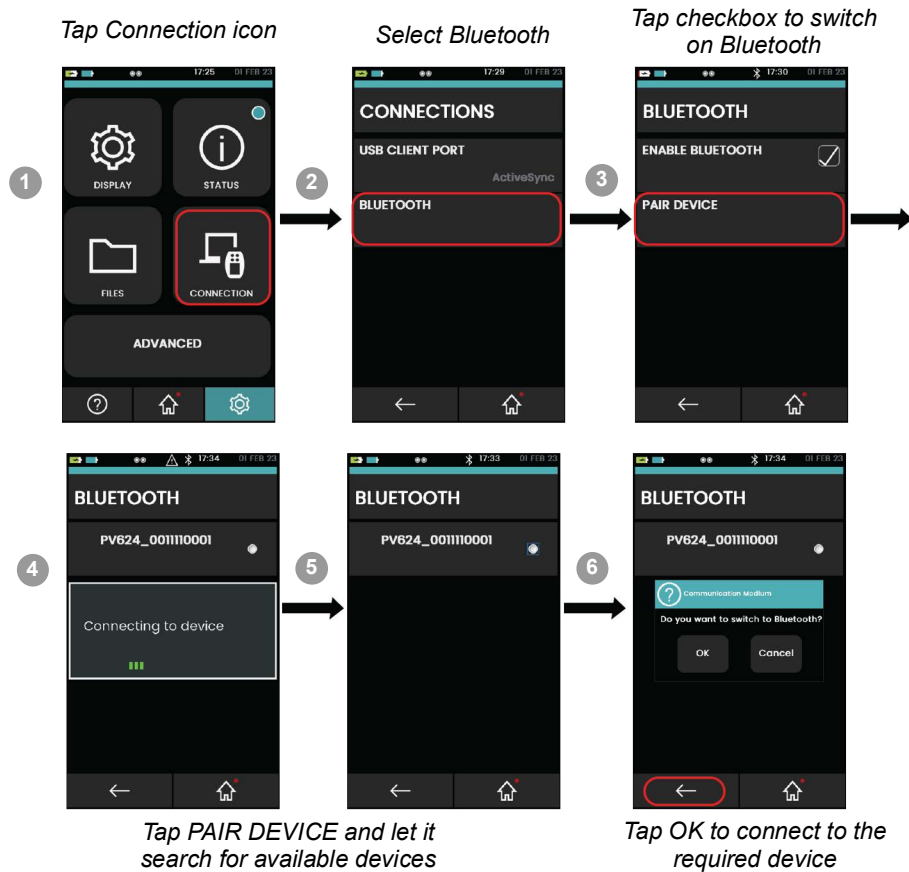 Tap Connection icon
Select Bluetooth
Tap checkbox to switch
on Bluetooth
1
17:25 01 FEB 23
DISPLAY
STATUS
FILES
CONNECTION
ADVANCED
2
17:29 01 FEB 23
CONNECTIONS
USB CLIENT PORT
ActiveSync
BLUETOOTH
3
17:30 01 FEB 23
BLUETOOTH
ENABLE BLUETOOTH
PAIR DEVICE
4
17:34 01 FEB 23
BLUETOOTH
PV624_0011110001
Connecting to device
5
17:33 01 FEB 23
BLUETOOTH
PV624_0011110001
6
17:34 01 FEB 23
BLUETOOTH
PV624_0011110001
Communication Medium
Do you want to switch to Bluetooth?
OK Cancel
Tap PAIR DEVICE and let it
search for available devices
Tap OK to connect to the
required device